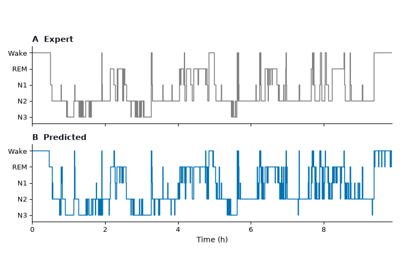 A Expert
Wake
REM
N1
N2
N3
B Predicted
Wake
REM
N1
N2
N3
0 2 4 6 8
Time (h)